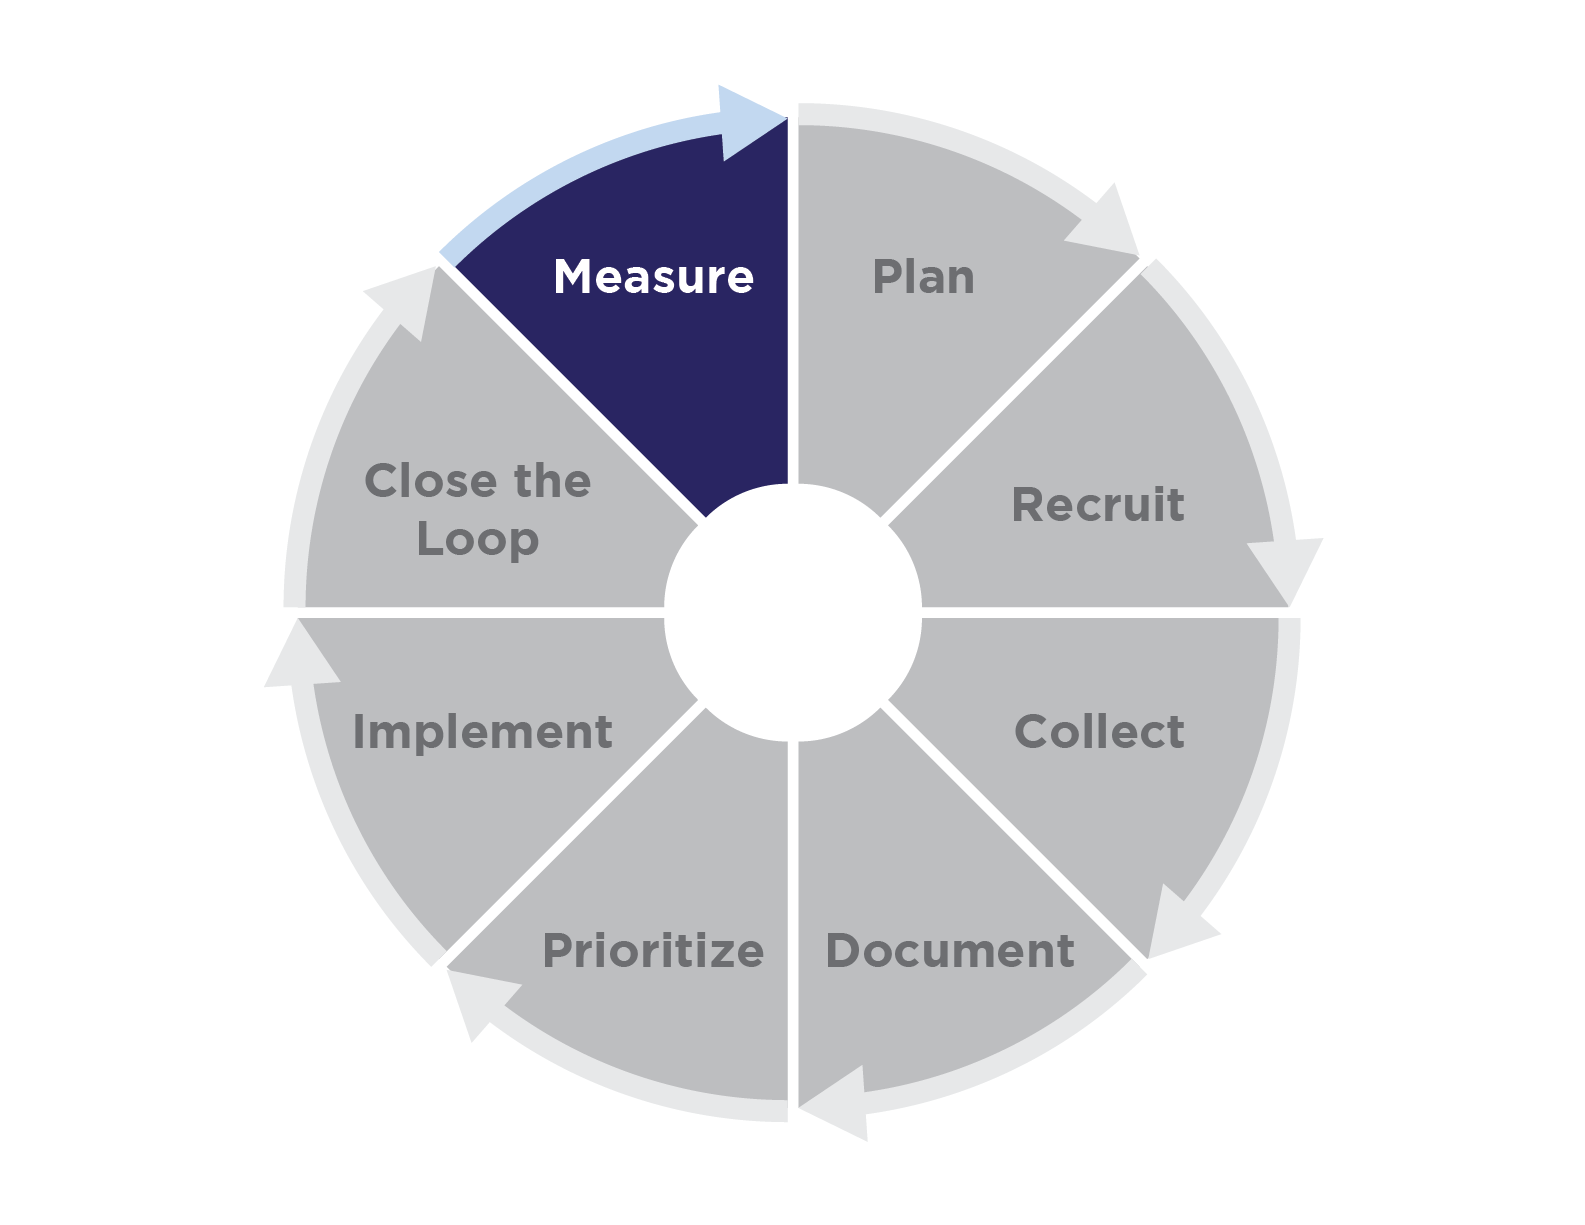 Measure
Plan
Close the
Loop
Recruit
Implement
Collect
Prioritize
Document